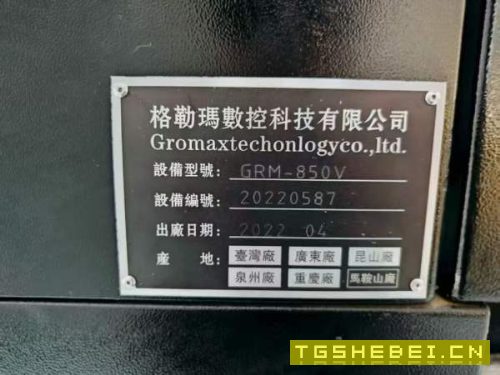 格勒瑪數控科技有限公司
Gromaxtechonlogyco.,ltd.
設備型號: GRM-850V
設備編號: 20220587
出廠日期: 2022 04
產 地: 臺灣廠 廣東廠 昆山廠
泉州廠 重慶廠 馬鞍山廠
TGSHEBEI.CN